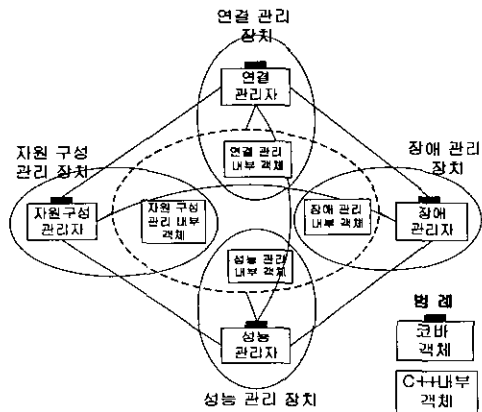 연결 관리
장치
연결
관리자
연결 관리
내부 객체
자원 구성
관리 장치
장애 관리
장치
자원구성
관리자
자원 구성
관리 내부
객체
장애 관리
내부 객체
장애
관리자
성능 관리
내부 객체
성능
관리자
성능 관리 장치
범 례
코바
객체
C++내부
객체